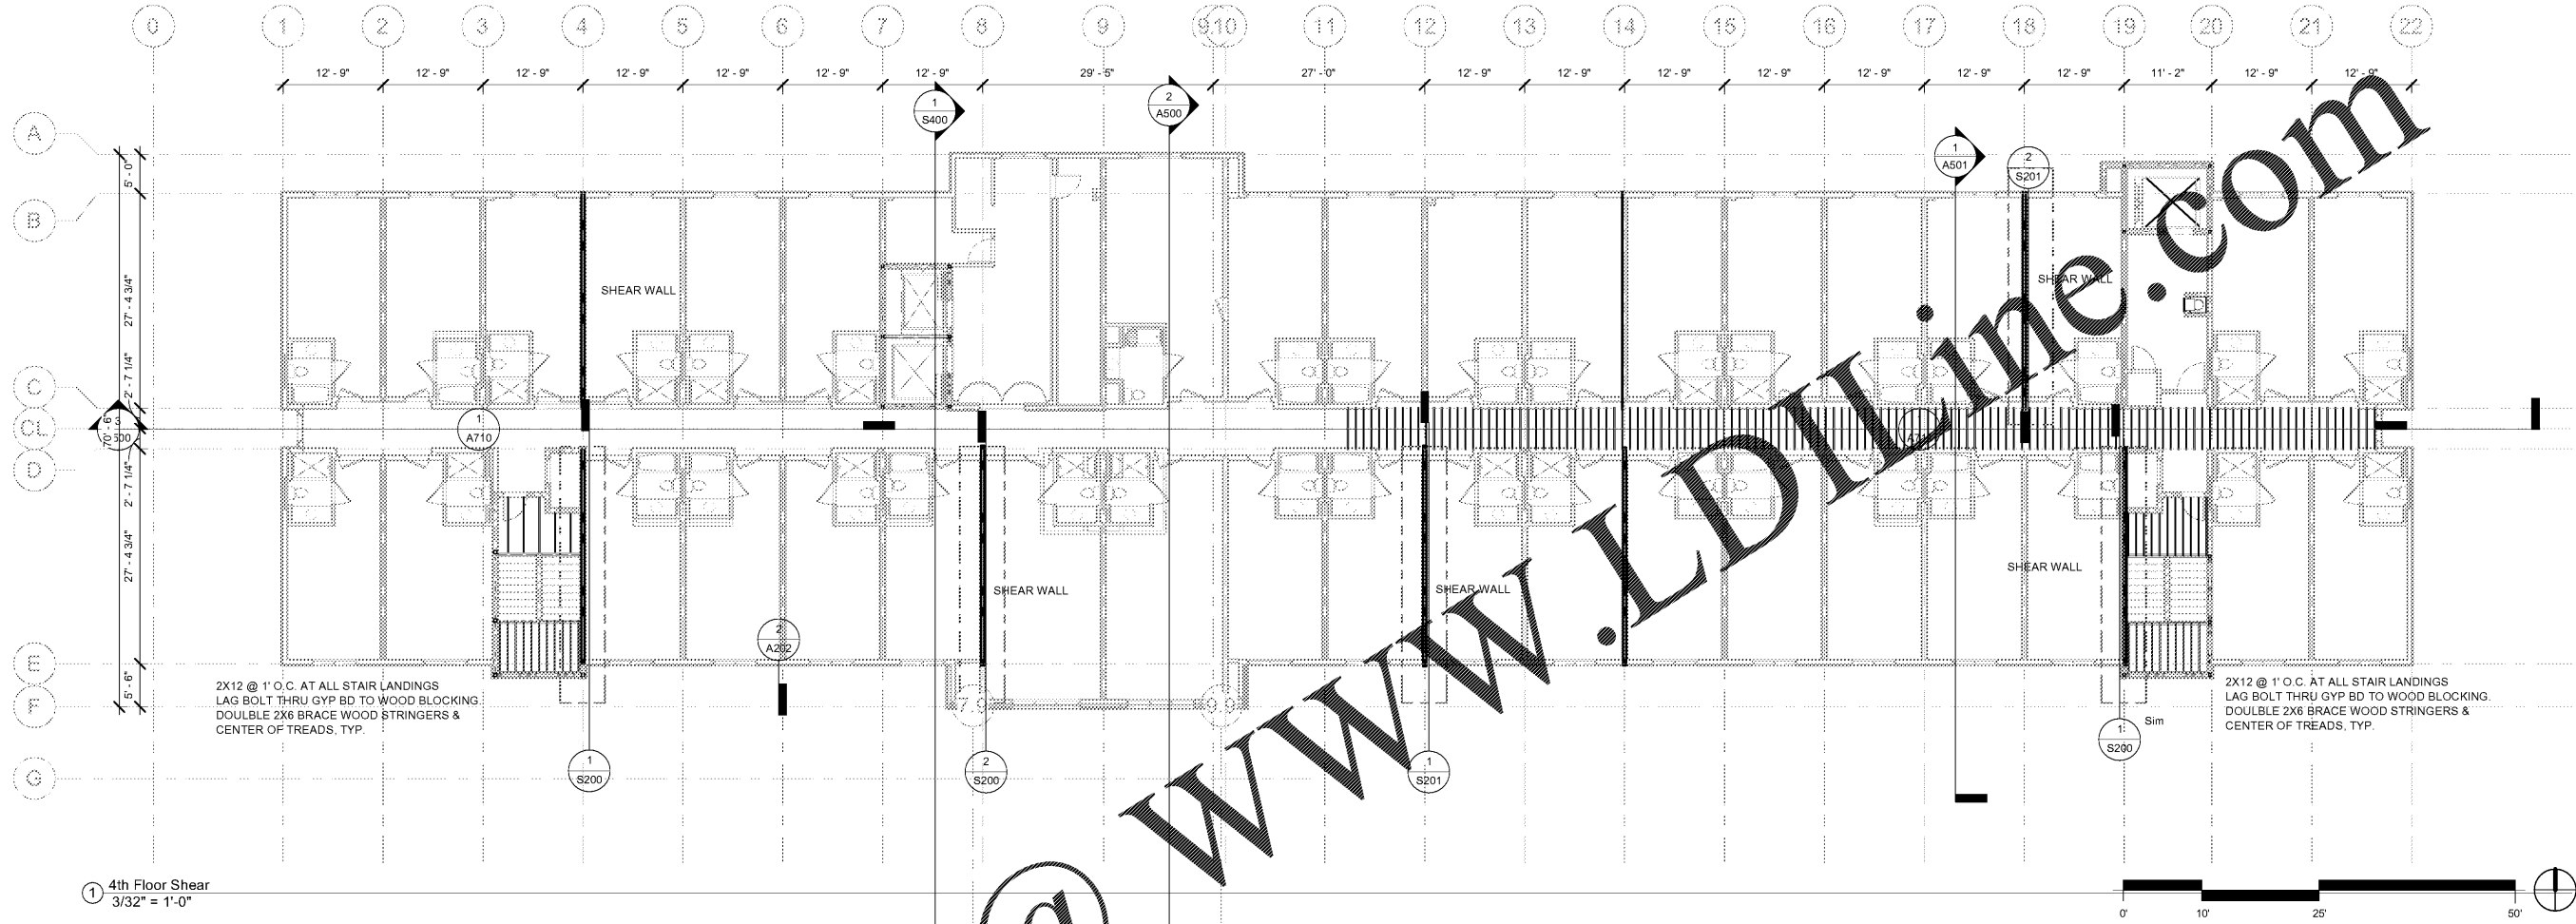 0 1 2 3 4 5 6 7 8 9 9.10 11 12 13 14 15 16 17 18 19 20 21 22
12' - 9" 12' - 9" 12' - 9" 12' - 9" 12' - 9" 12' - 9" 12' - 9" 29' - 5" 27' - 0" 12' - 9" 12' - 9" 12' - 9" 12' - 9" 12' - 9" 12' - 9" 12' - 9" 11' - 2" 12' - 9" 12' - 9"
1
S400
2
A500
1
A501
2
S201
A
B
C
CL
D
E
F
G
5' - 0"
27' - 4 3/4"
2' - 7 1/4"
70' - 6"
2' - 7 1/4"
27' - 4 3/4"
5' - 6"
3
SHEAR WALL
SHEAR WALL
1
A710
SHEAR WALL
SHEAR WALL
SHEAR WALL
2
A202
7.9
9.9
2X12 @ 1' O.C. AT ALL STAIR LANDINGS
LAG BOLT THRU GYP BD TO WOOD BLOCKING.
DOULBLE 2X6 BRACE WOOD STRINGERS &
CENTER OF TREADS, TYP.
2X12 @ 1' O.C. AT ALL STAIR LANDINGS
LAG BOLT THRU GYP BD TO WOOD BLOCKING.
DOULBLE 2X6 BRACE WOOD STRINGERS &
CENTER OF TREADS, TYP.
1
S200
2
S200
1
S201
Sim
1
S200
@ www.LDILine.com
1
4th Floor Shear
3/32" = 1'-0"
0' 10' 25' 50'